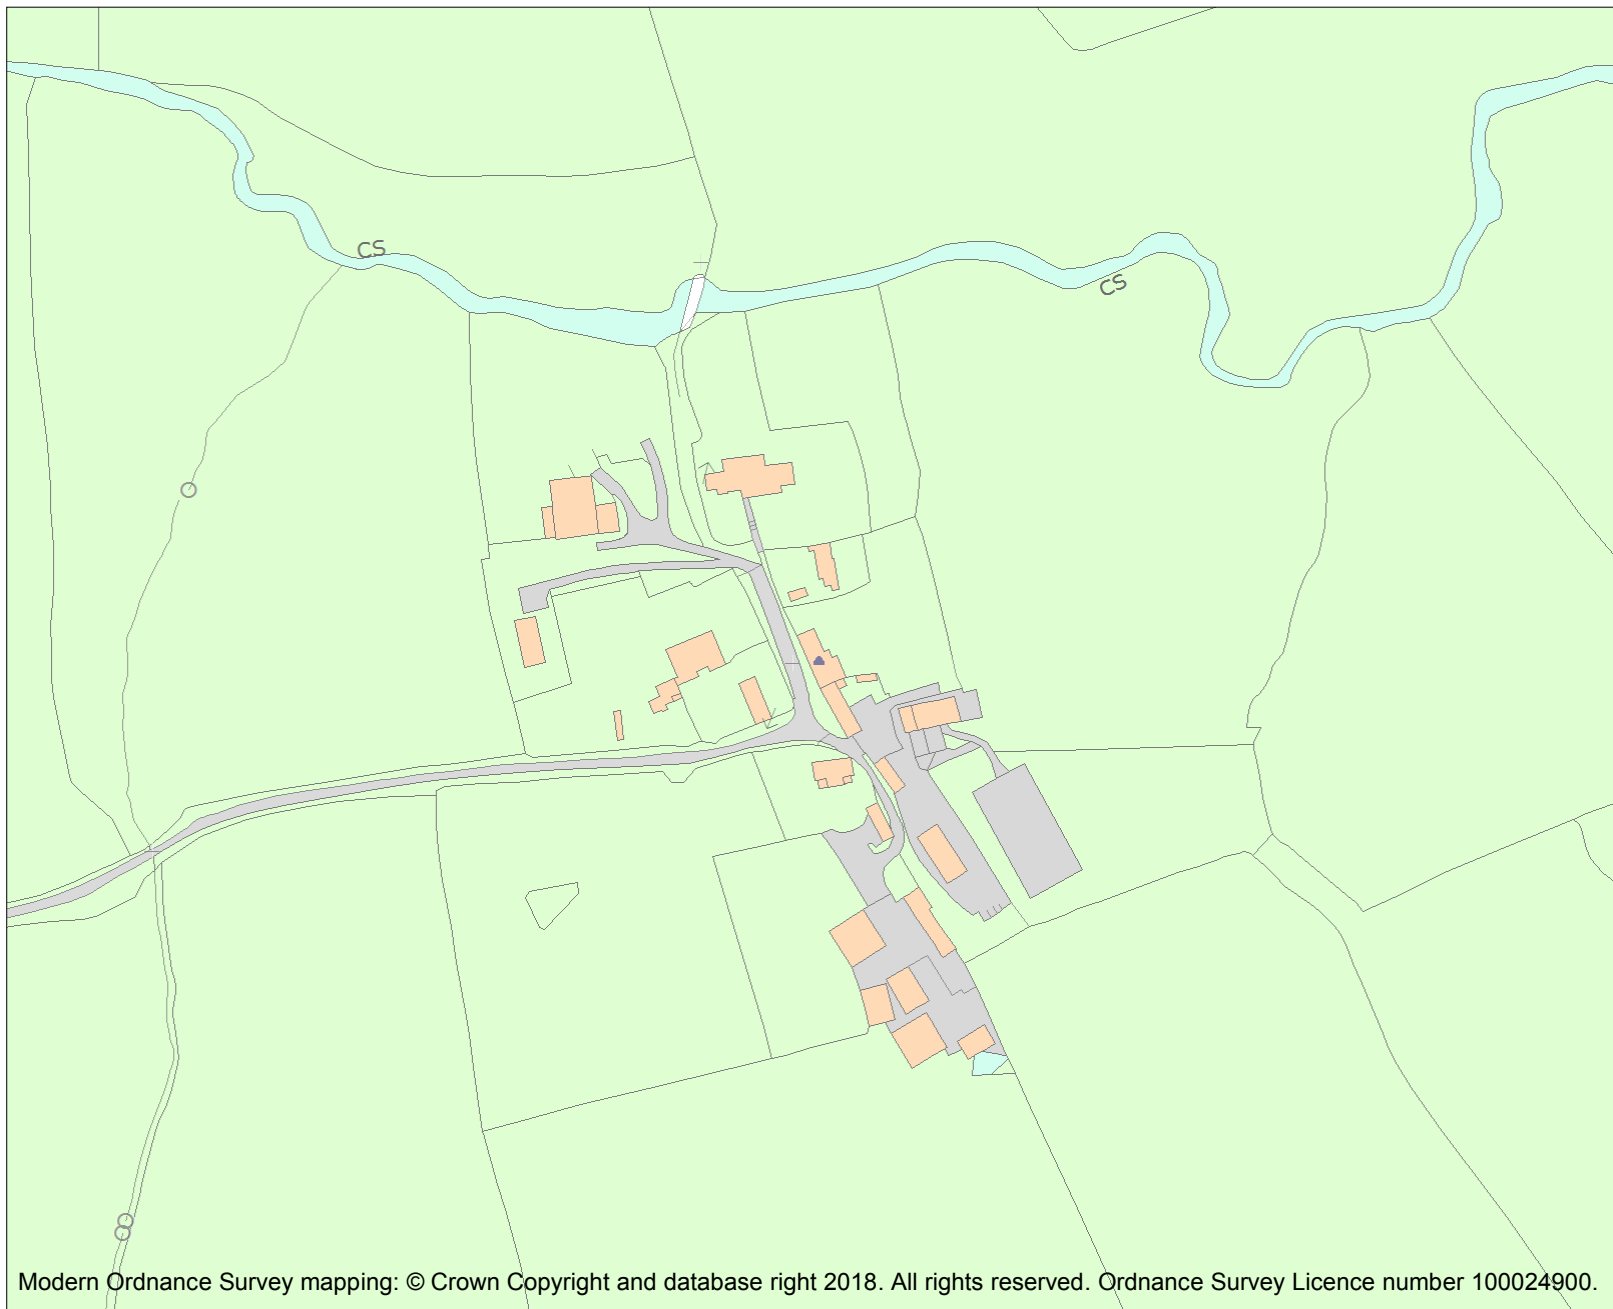 CS
CS
Modern Ordnance Survey mapping: © Crown Copyright and database right 2018. All rights reserved. Ordnance Survey Licence number 100024900.